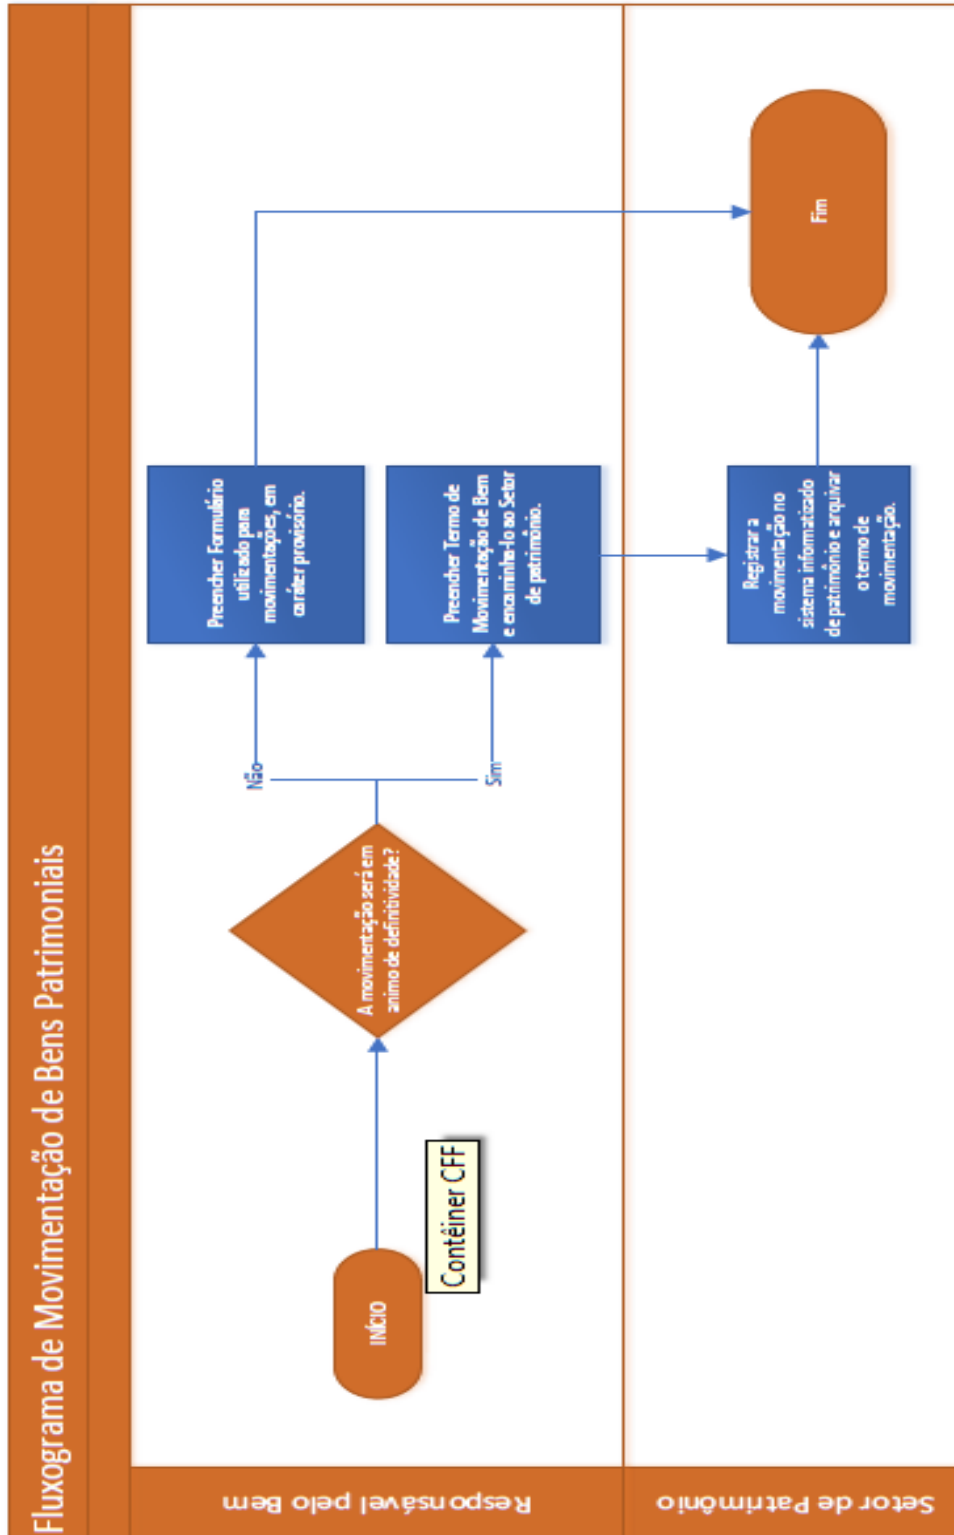 Fluxograma de Movimentação de Bens Patrimoniais
Responsável pelo Bem
INÍCIO
Contêiner CFF
A movimentação será em
animo de definitividade?
Não
Sim
Preencher Formulário
utilizado para
movimentações, em
caráter provisório.
Preencher Termo de
Movimentação de Bem
e encaminha-lo ao Setor
de patrimônio.
Setor de Patrimônio
Registrar a
movimentação no
sistema informatizado
de patrimônio e arquivar
o termo de
movimentação.
Fim